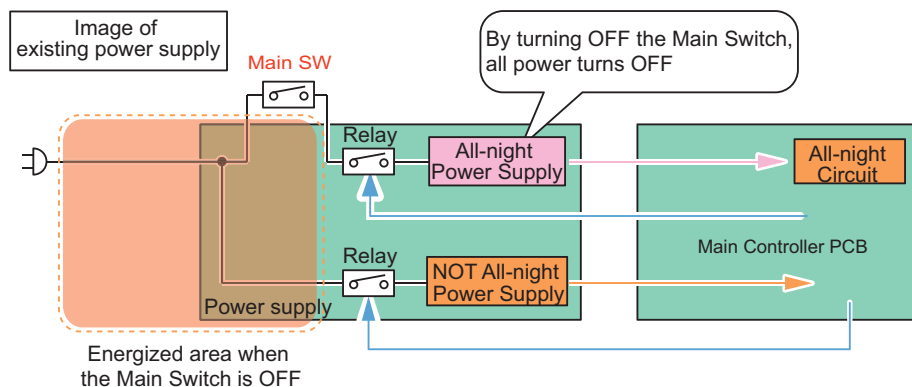 Image of
existing power supply
Main SW
By turning OFF the Main Switch,
all power turns OFF
Relay
All-night
Power Supply
All-night
Circuit
Main Controller PCB
Relay
NOT All-night
Power Supply
Power supply
Energized area when
the Main Switch is OFF